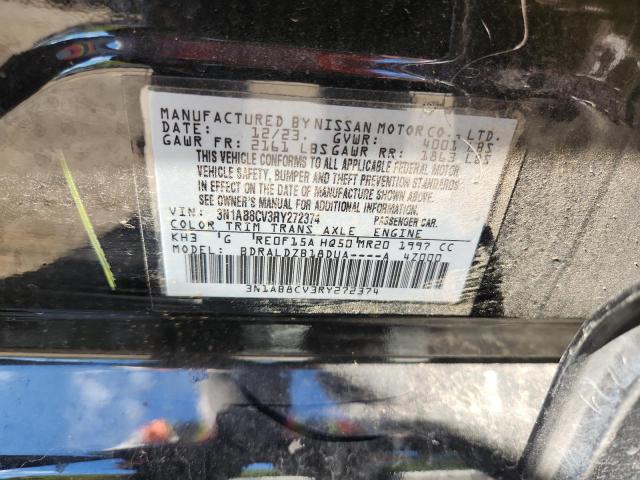 MANUFACTURED BY NISSAN MOTOR CO., LTD.
DATE: 12/23. GVWR: 4001 LBS
GAWR FR: 2161 LBS GAWR RR: 1863 LBS
THIS VEHICLE CONFORMS TO ALL APPLICABLE FEDERAL MOTOR
VEHICLE SAFETY, BUMPER AND THEFT PREVENTION STANDARDS IN
EFFECT ON THE DATE OF MANUFACTURE SHOWN ABOVE.
SEE OWNER'S MANUAL FOR ADDITIONAL INFORMATION.
VIN: 3N1AB8CV3RY272374 PASSENGER CAR.
COLOR TRIM TRANS AXLE ENGINE
KH3 'G 'RE0F15A HQ50'MR20 1997 CC
MODEL: BDRALDZB18DUA----A 4Z000
3N1AB8CV3RY272374